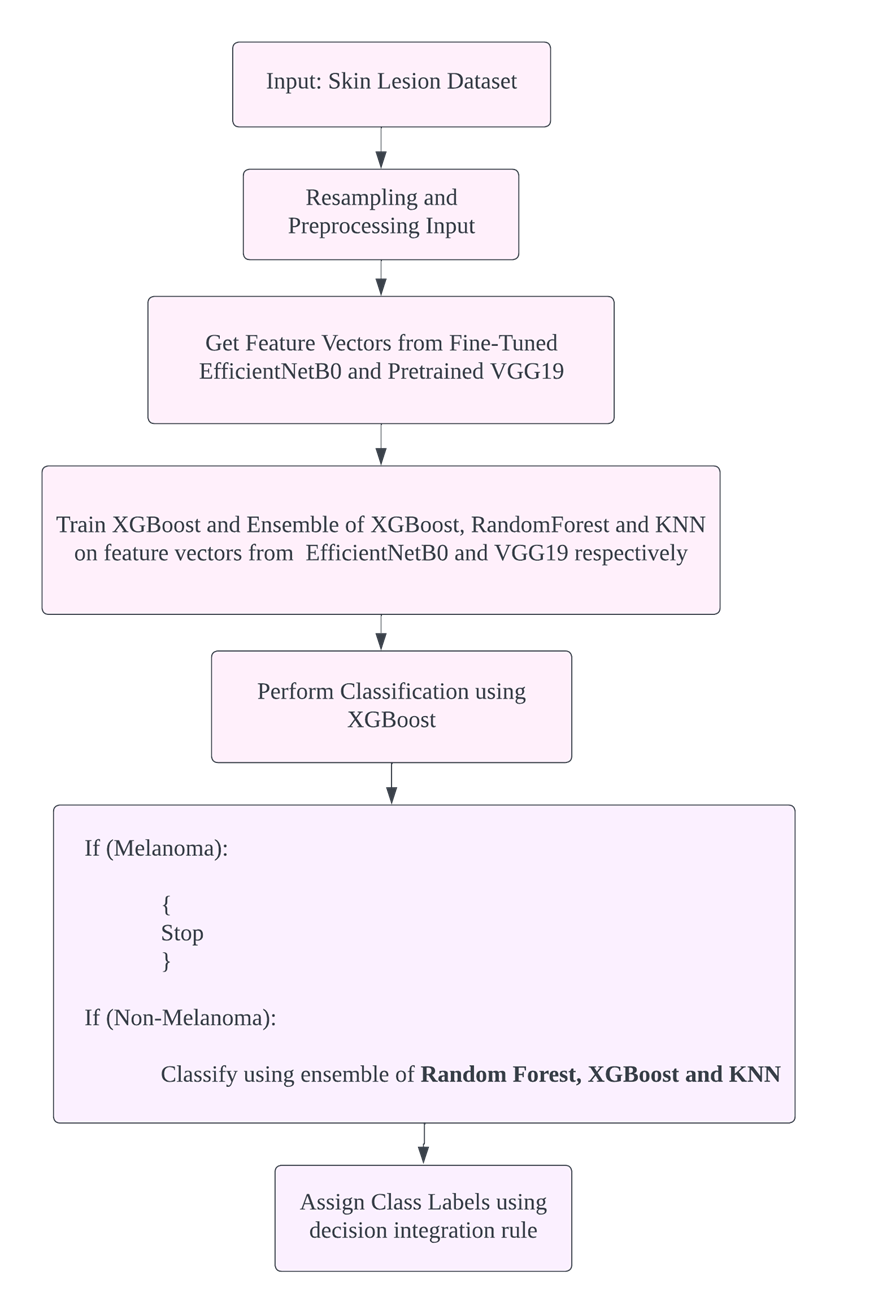 Input: Skin Lesion Dataset
Resampling and
Preprocessing Input
Get Feature Vectors from Fine-Tuned
EfficientNetB0 and Pretrained VGG19
Train XGBoost and Ensemble of XGBoost, RandomForest and KNN
on feature vectors from  EfficientNetB0 and VGG19 respectively
Perform Classification using
XGBoost
If (Melanoma):
{
Stop
}
If (Non-Melanoma):
Classify using ensemble of Random Forest, XGBoost and KNN
Assign Class Labels using
decision integration rule